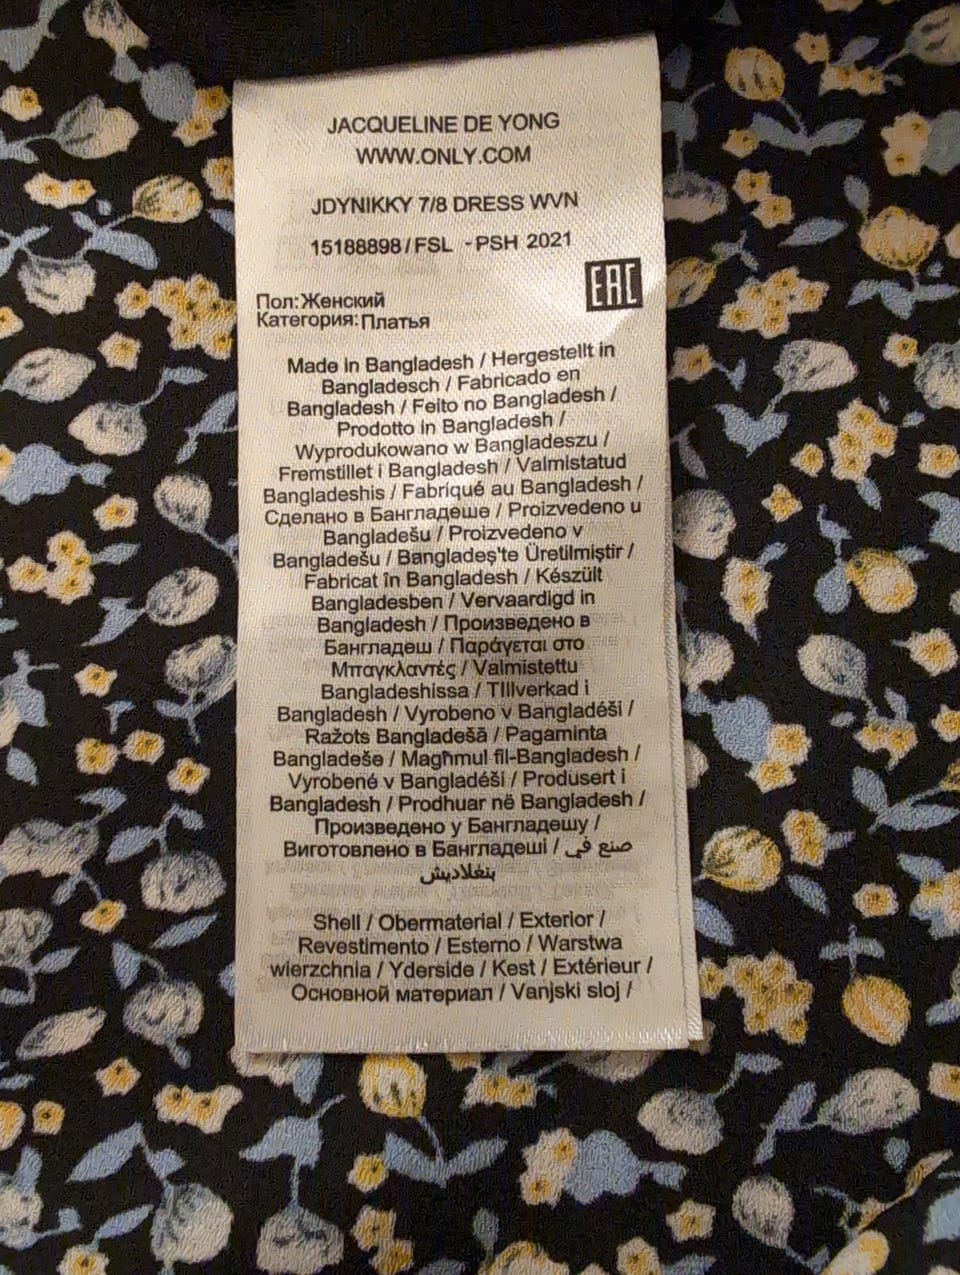 JACQUELINE DE YONG
WWW.ONLY.COM
JDYNIKKY 7/8 DRESS WVN
15188898/FSL -PSH 2021
EAC
Пол:Женский
Категория:Платья
Made in Bangladesh / Hergestellt in
Bangladesch / Fabricado en
Bangladesh / Feito no Bangladesh /
Prodotto in Bangladesh /
Wyprodukowano w Bangladeszu /
Fremstillet i Bangladesh / Valmistatud
Bangladeshis / Fabriqué au Bangladesh /
Сделано в Бангладеше / Proizvedeno u
Bangladešu / Proizvedeno v
Bangladešu / Bangladeş'te Üretilmiştir /
Fabricat în Bangladesh / Készült
Bangladesben / Vervaardigd in
Bangladesh / Произведено в
Бангладеш / Παράγεται στο
Μπαγκλαντές / Valmistettu
Bangladeshissa / TIllverkad i
Bangladesh / Vyrobeno v Bangladéši /
Ražots Bangladešā / Pagaminta
Bangladeše / Magħmul fil-Bangladesh /
Vyrobené v Bangladéši / Produsert i
Bangladesh / Prodhuar në Bangladesh /
Произведено у Бангладешу /
Виготовлено в Бангладеші / صنع في
بنغلاديش
Shell / Obermaterial / Exterior /
Revestimento / Esterno / Warstwa
wierzchnia / Yderside / Kest / Extérieur /
Основной материал / Vanjski sloj /